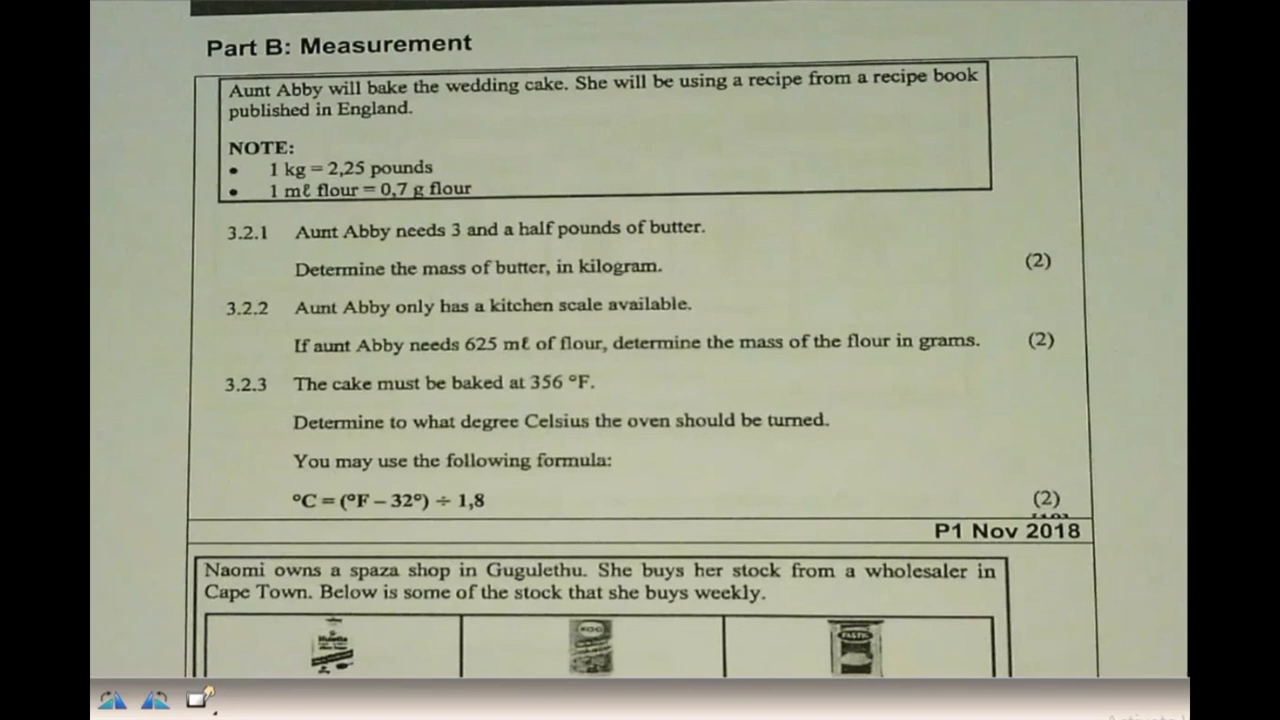 Part B: Measurement
Aunt Abby will bake the wedding cake. She will be using a recipe from a recipe book
published in England.
NOTE:
• 1 kg = 2,25 pounds
• 1 mℓ flour = 0,7 g flour
3.2.1 Aunt Abby needs 3 and a half pounds of butter.
Determine the mass of butter, in kilogram. (2)
3.2.2 Aunt Abby only has a kitchen scale available.
If aunt Abby needs 625 mℓ of flour, determine the mass of the flour in grams. (2)
3.2.3 The cake must be baked at 356 °F.
Determine to what degree Celsius the oven should be turned.
You may use the following formula:
°C = (°F – 32°) ÷ 1,8 (2)
P1 Nov 2018
Naomi owns a spaza shop in Gugulethu. She buys her stock from a wholesaler in
Cape Town. Below is some of the stock that she buys weekly.
KOO